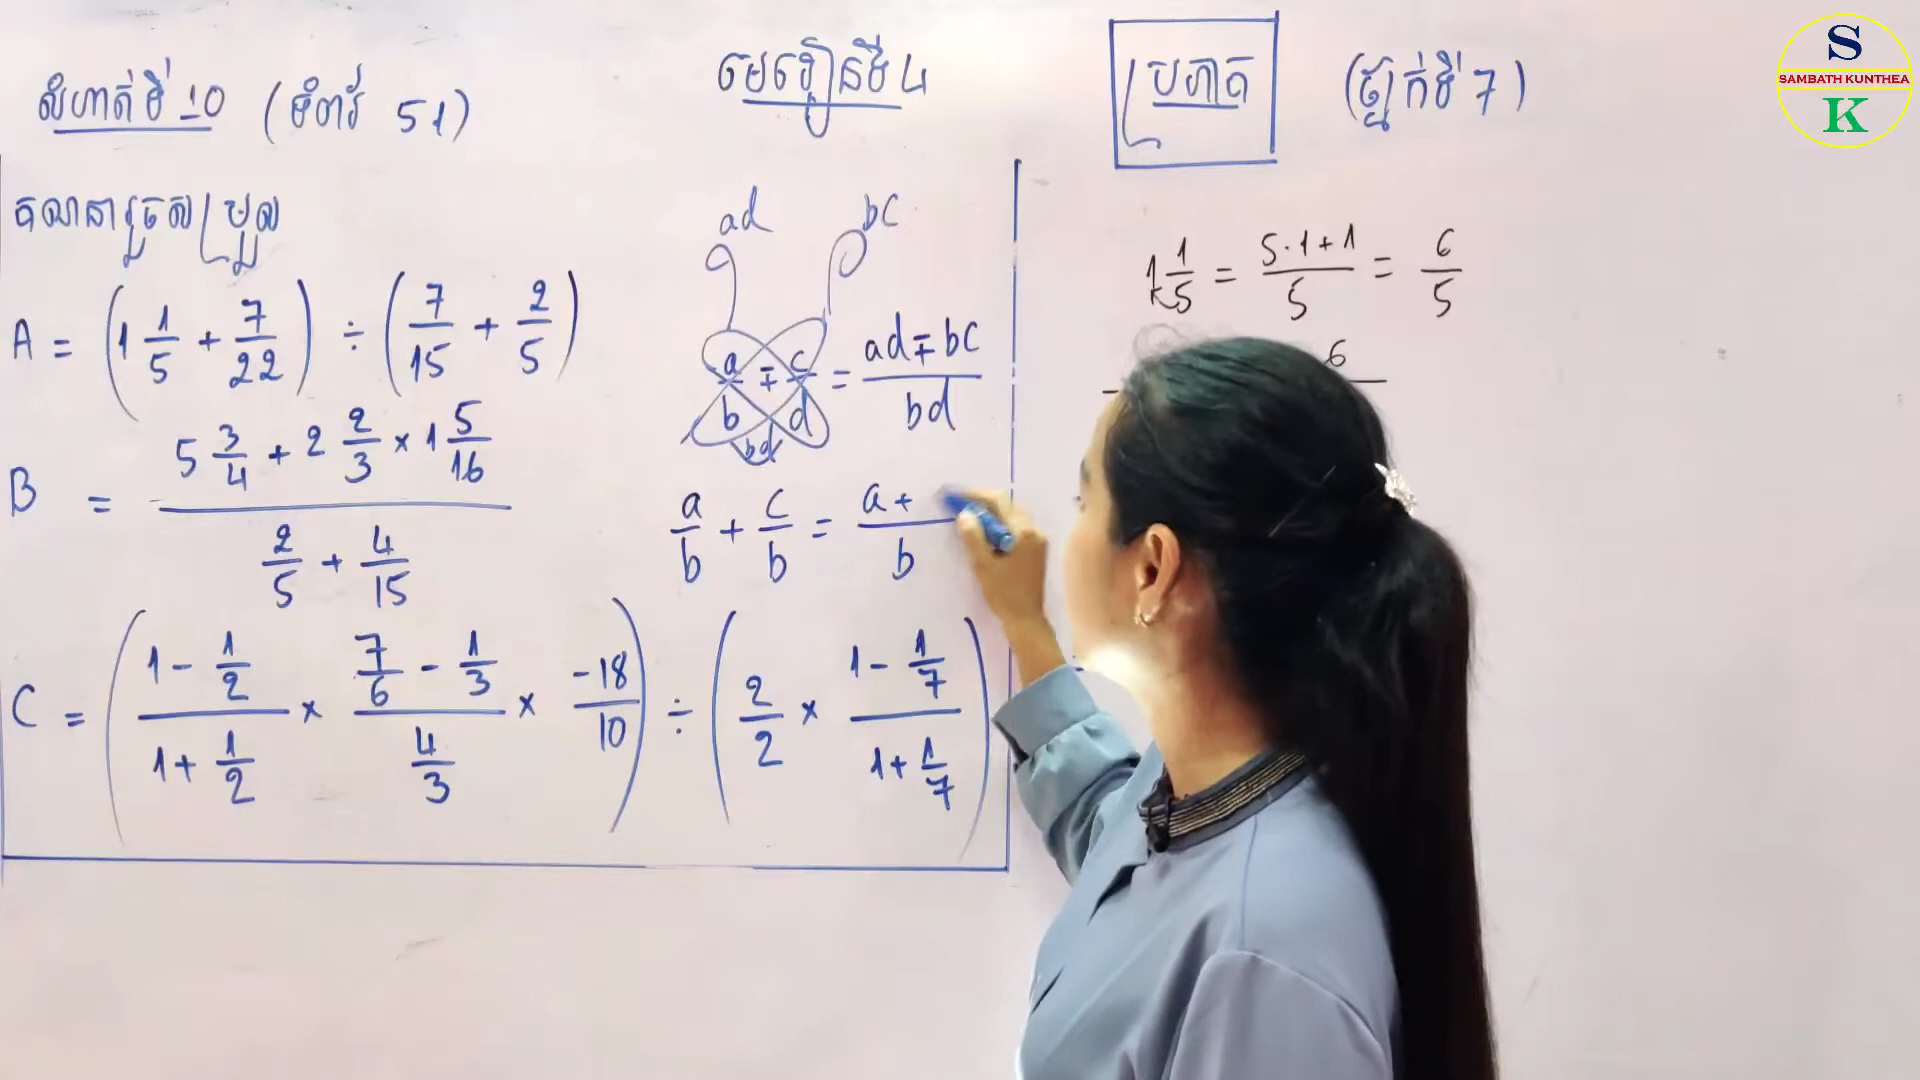 លំហាត់ទី 10 (ទំព័រ 51)
មេរៀនទី 4
ប្រភាគ
(ថ្នាក់ទី 7)
S
SAMBATH KUNTHEA
K
គណនារួចសម្រួល
A = (1 1/5 + 7/22) ÷ (7/15 + 2/5)
B = (5 3/4 + 2 2/3 × 1 5/16) / (2/5 + 4/15)
C = ((1 - 1/2)/(1 + 1/2) × (7/6 - 1/3)/(4/3) × -18/10) ÷ (2/2 × (1 - 1/7)/(1 + 1/7))
ad bc
a/b ∓ c/d = (ad ∓ bc)/bd
bd
a/b + c/b = (a +)/b
1 1/5 = (5·1+1)/5 = 6/5
6